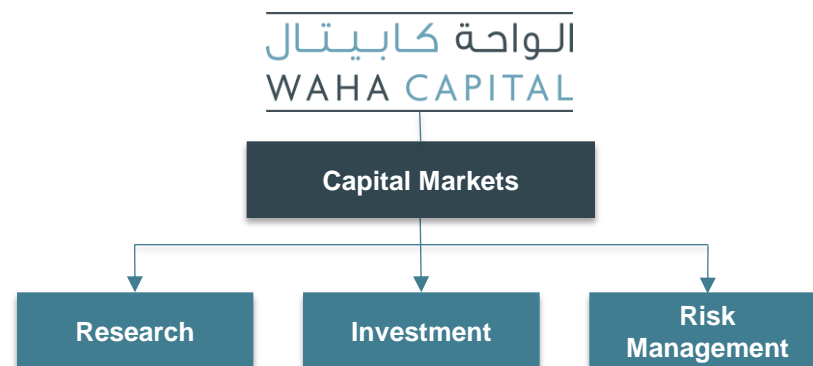 الواحة كابيتال
WAHA CAPITAL
Capital Markets
Research
Investment
Risk
Management